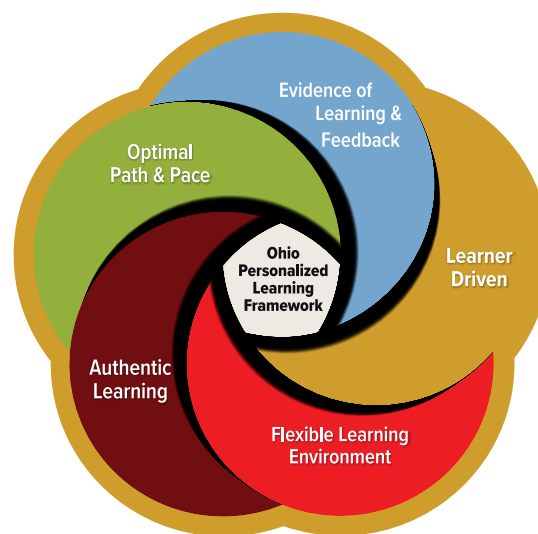 Evidence of
Learning &
Feedback
Optimal
Path & Pace
Learner
Driven
Ohio
Personalized
Learning
Framework
Authentic
Learning
Flexible Learning
Environment